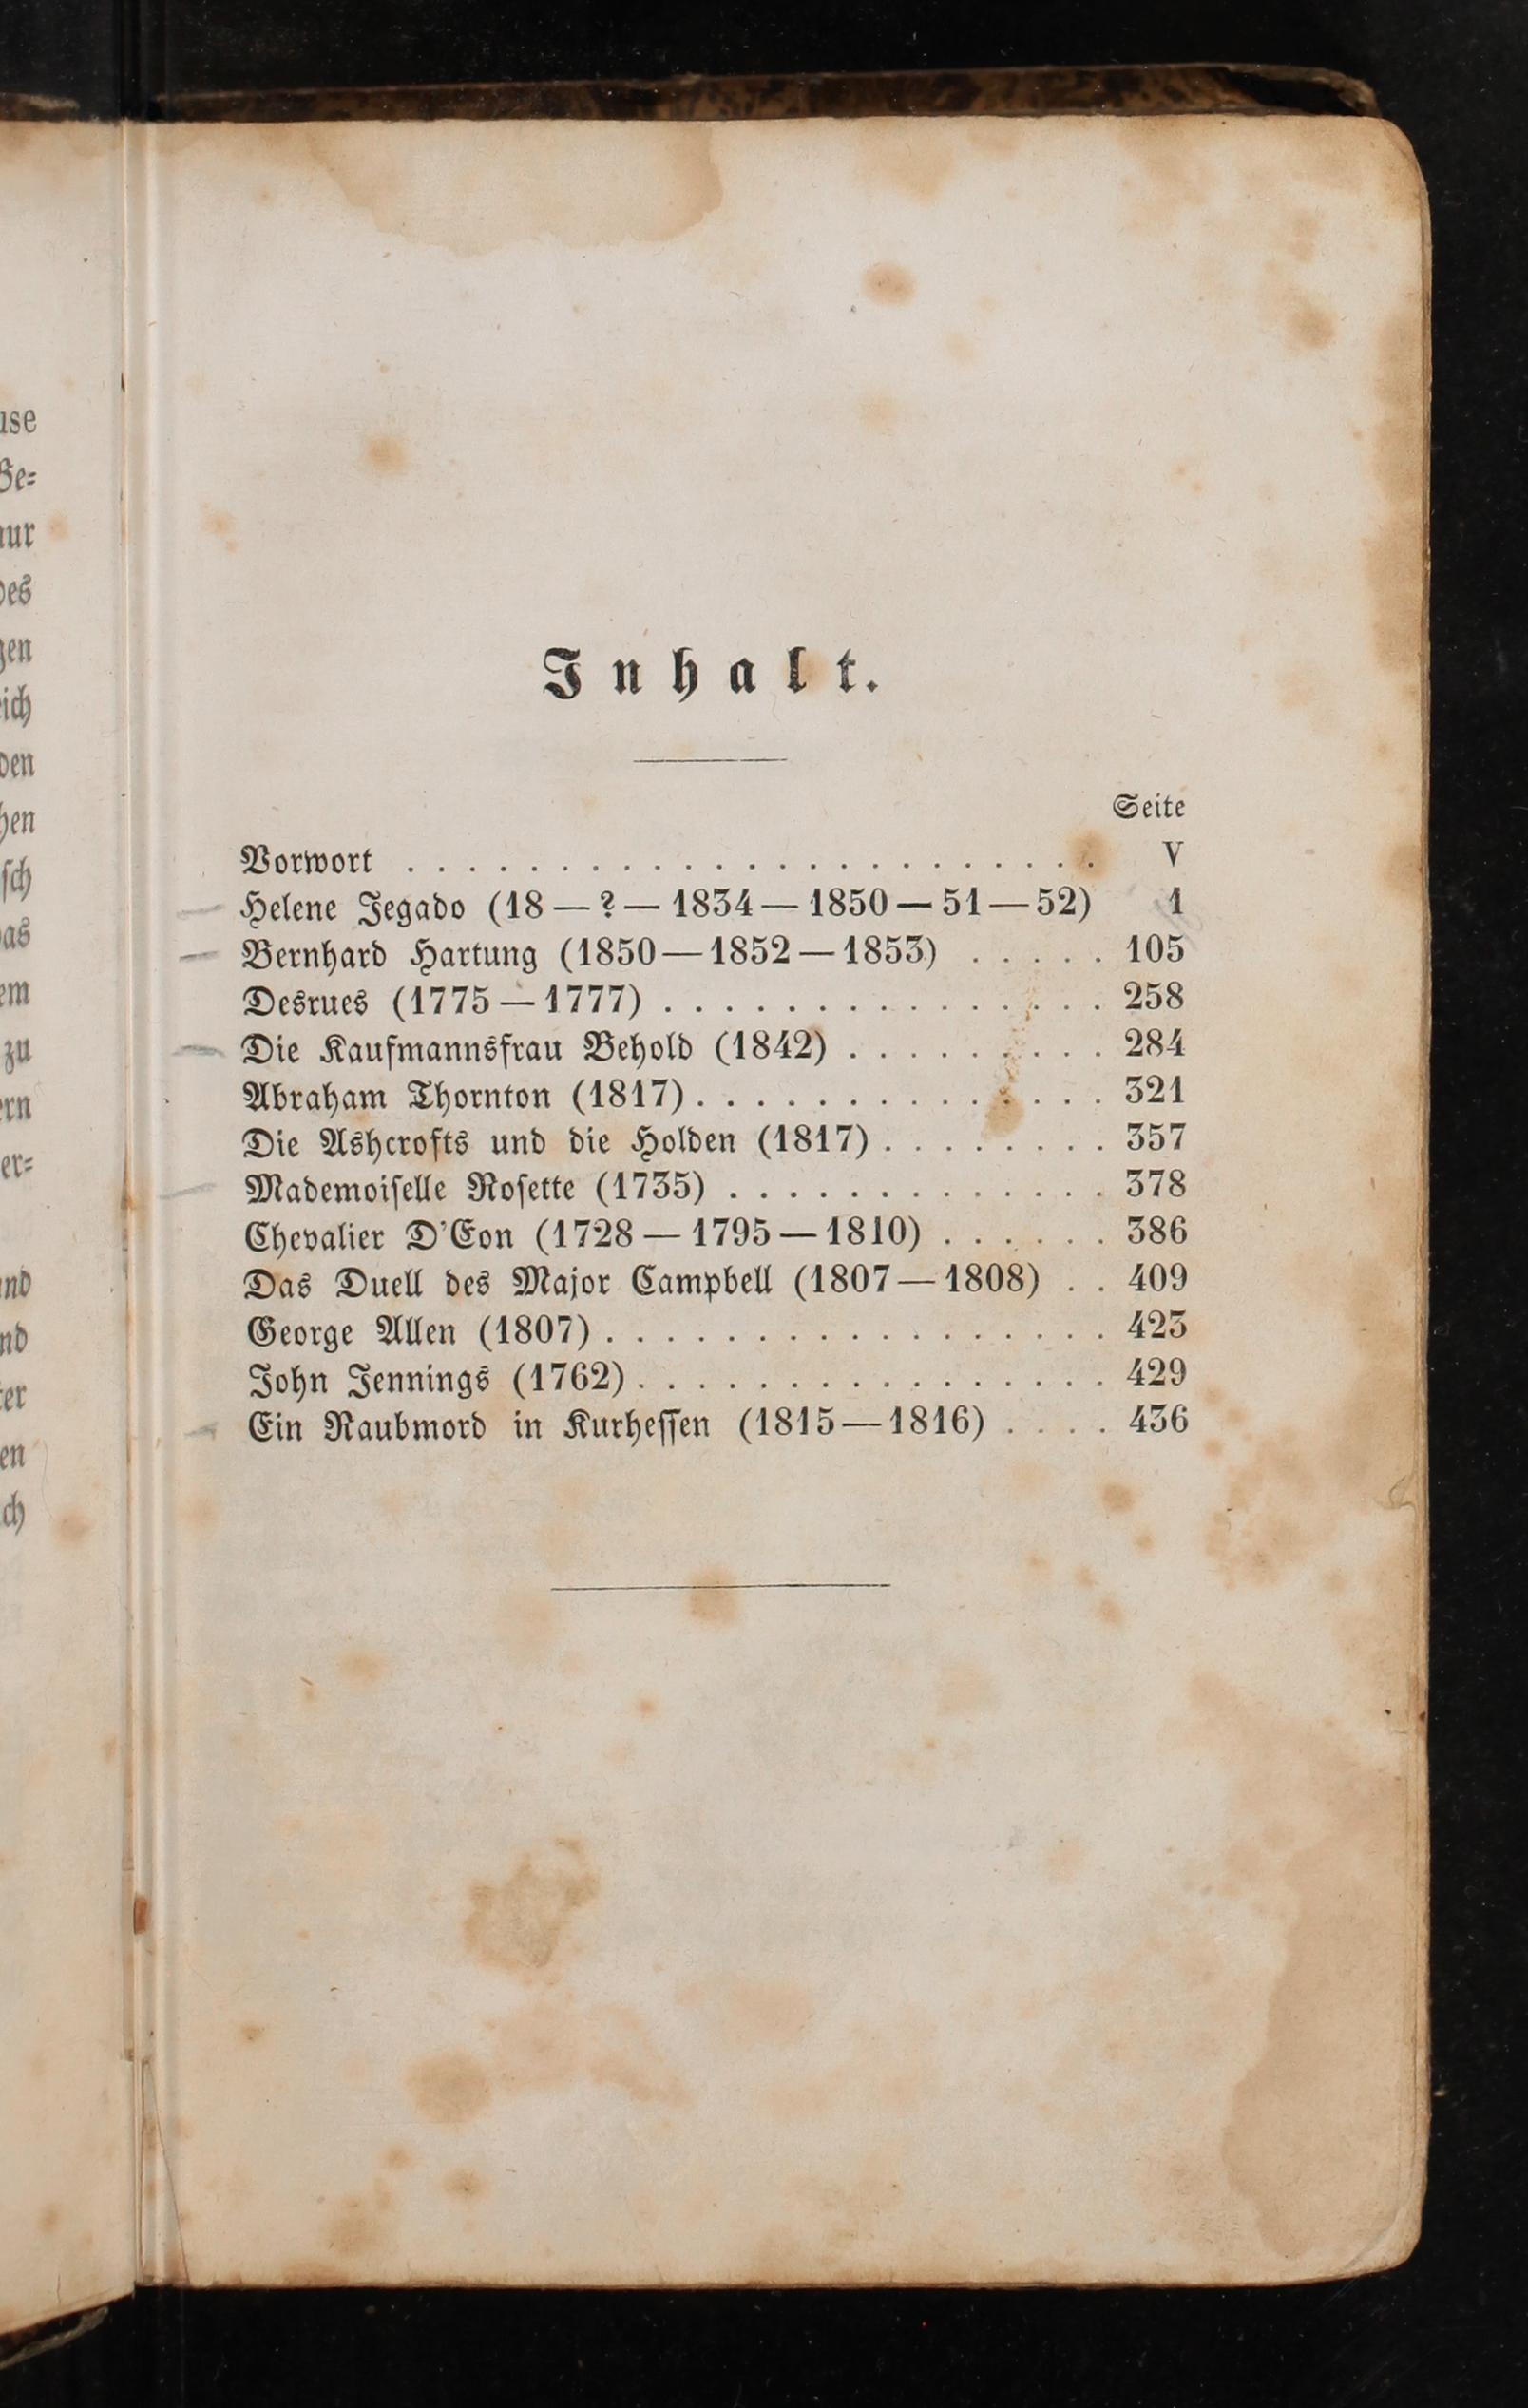 Inhalt.
Seite
Vorwort . . . . . . . . . . . . . . . . . . . . . . . V
Helene Jegado (18 — ? — 1834 — 1850 — 51 — 52) 1
Bernhard Hartung (1850 — 1852 — 1853) . . . . . 105
Desrues (1775 — 1777) . . . . . . . . . . . . . . . 258
Die Kaufmannsfrau Behold (1842) . . . . . . . . . 284
Abraham Thornton (1817) . . . . . . . . . . . . . . 321
Die Ashcrofts und die Holden (1817) . . . . . . . . 357
Mademoiſelle Roſette (1735) . . . . . . . . . . . . . 378
Chevalier D'Eon (1728 — 1795 — 1810) . . . . . . 386
Das Duell des Major Campbell (1807 — 1808) . . 409
George Allen (1807) . . . . . . . . . . . . . . . . . 423
John Jennings (1762) . . . . . . . . . . . . . . . . 429
Ein Raubmord in Kurheſſen (1815 — 1816) . . . . 436